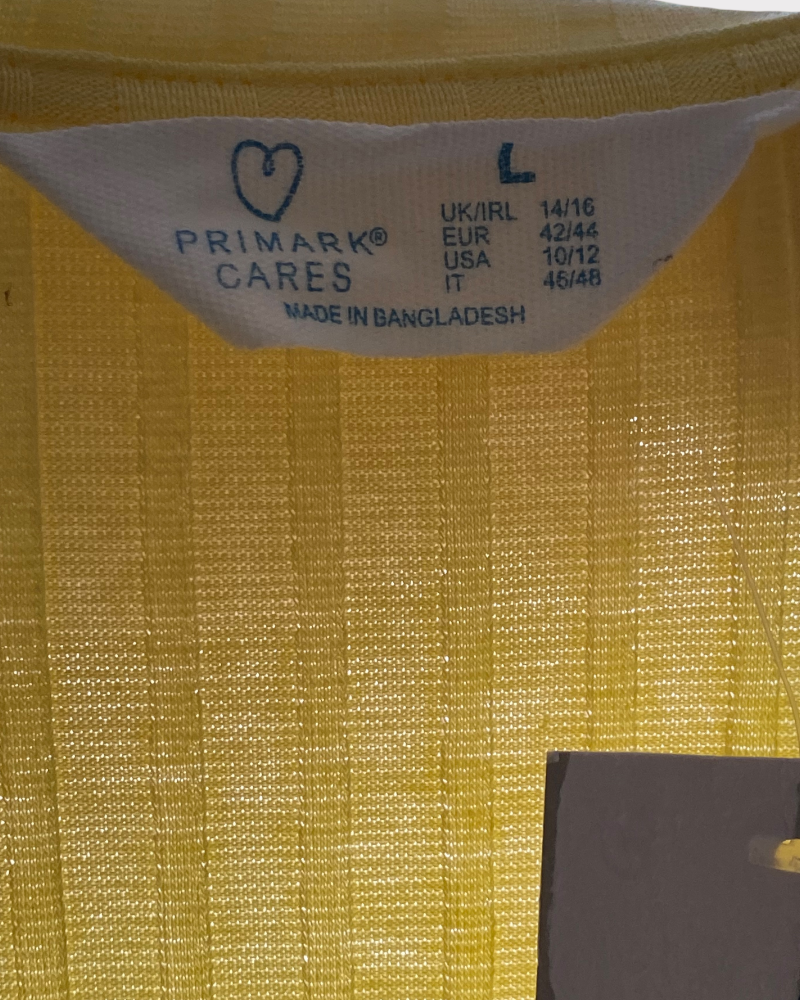 PRIMARK®
CARES
L
UK/IRL 14/16
EUR 42/44
USA 10/12
IT 46/48
MADE IN BANGLADESH